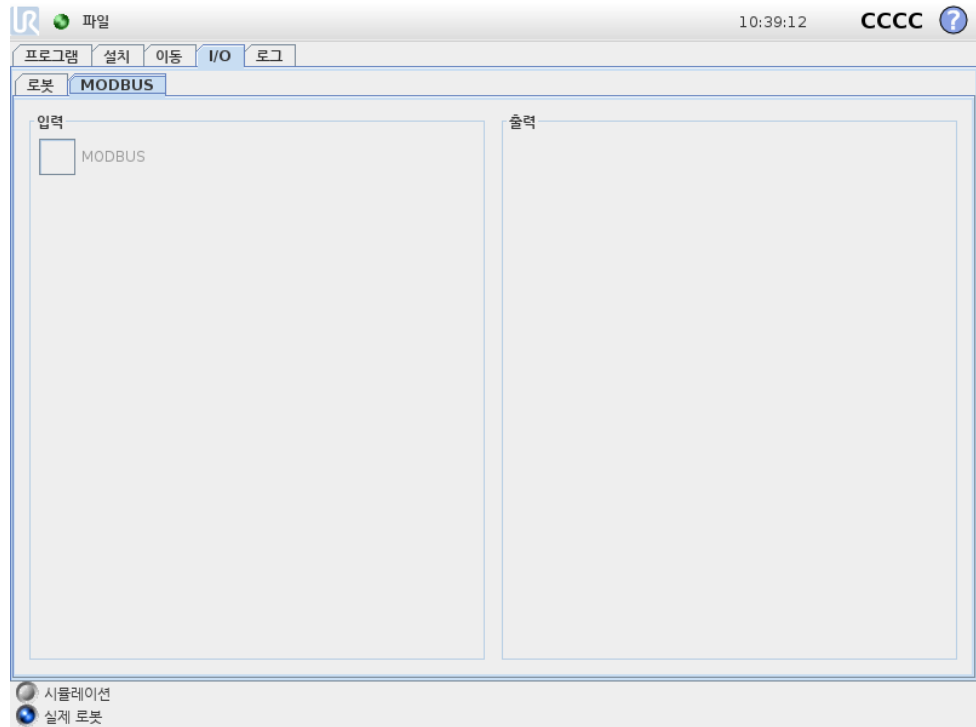 UR 파일 10:39:12 CCCC ?
프로그램 설치 이동 I/O 로그
로봇 MODBUS
입력 출력
MODBUS
시뮬레이션
실제 로봇